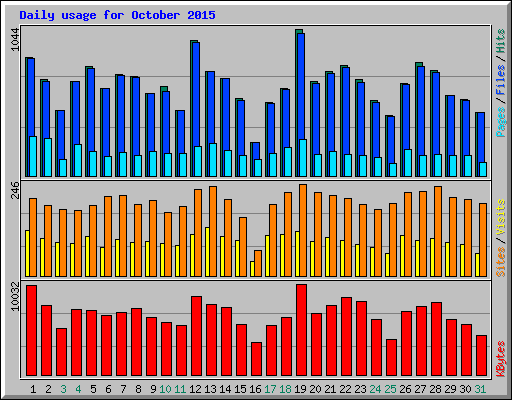 Daily usage for October 2015
1044
Pages/Files/Hits
246
Sites/Visits
10032
KBytes
1 2 3 4 5 6 7 8 9 10 11 12 13 14 15 16 17 18 19 20 21 22 23 24 25 26 27 28 29 30 31